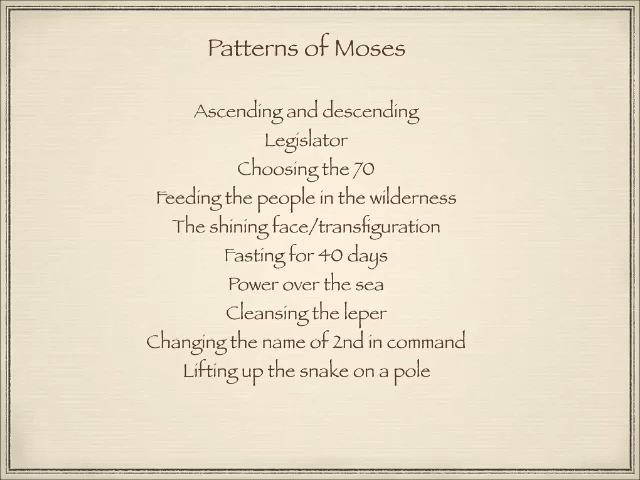 Patterns of Moses
Ascending and descending
Legislator
Choosing the 70
Feeding the people in the wilderness
The shining face/transfiguration
Fasting for 40 days
Power over the sea
Cleansing the leper
Changing the name of 2nd in command
Lifting up the snake on a pole